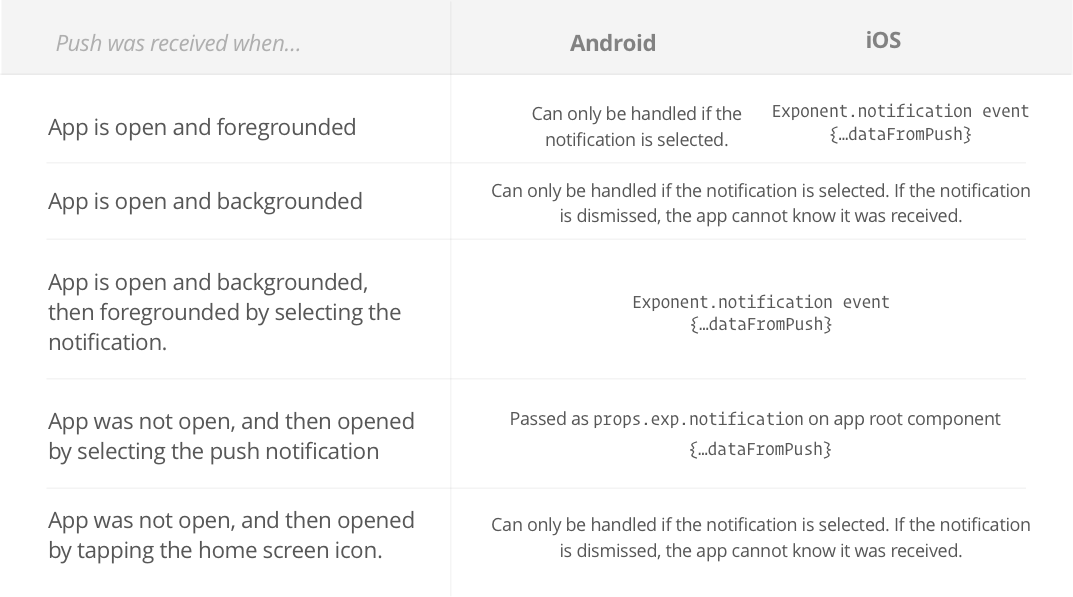 Push was received when...
Android
iOS
App is open and foregrounded
Can only be handled if the
notification is selected.
Exponent.notification event
{…dataFromPush}
App is open and backgrounded
Can only be handled if the notification is selected. If the notification
is dismissed, the app cannot know it was received.
App is open and backgrounded,
then foregrounded by selecting the
notification.
Exponent.notification event
{…dataFromPush}
App was not open, and then opened
by selecting the push notification
Passed as props.exp.notification on app root component
{…dataFromPush}
App was not open, and then opened
by tapping the home screen icon.
Can only be handled if the notification is selected. If the notification
is dismissed, the app cannot know it was received.